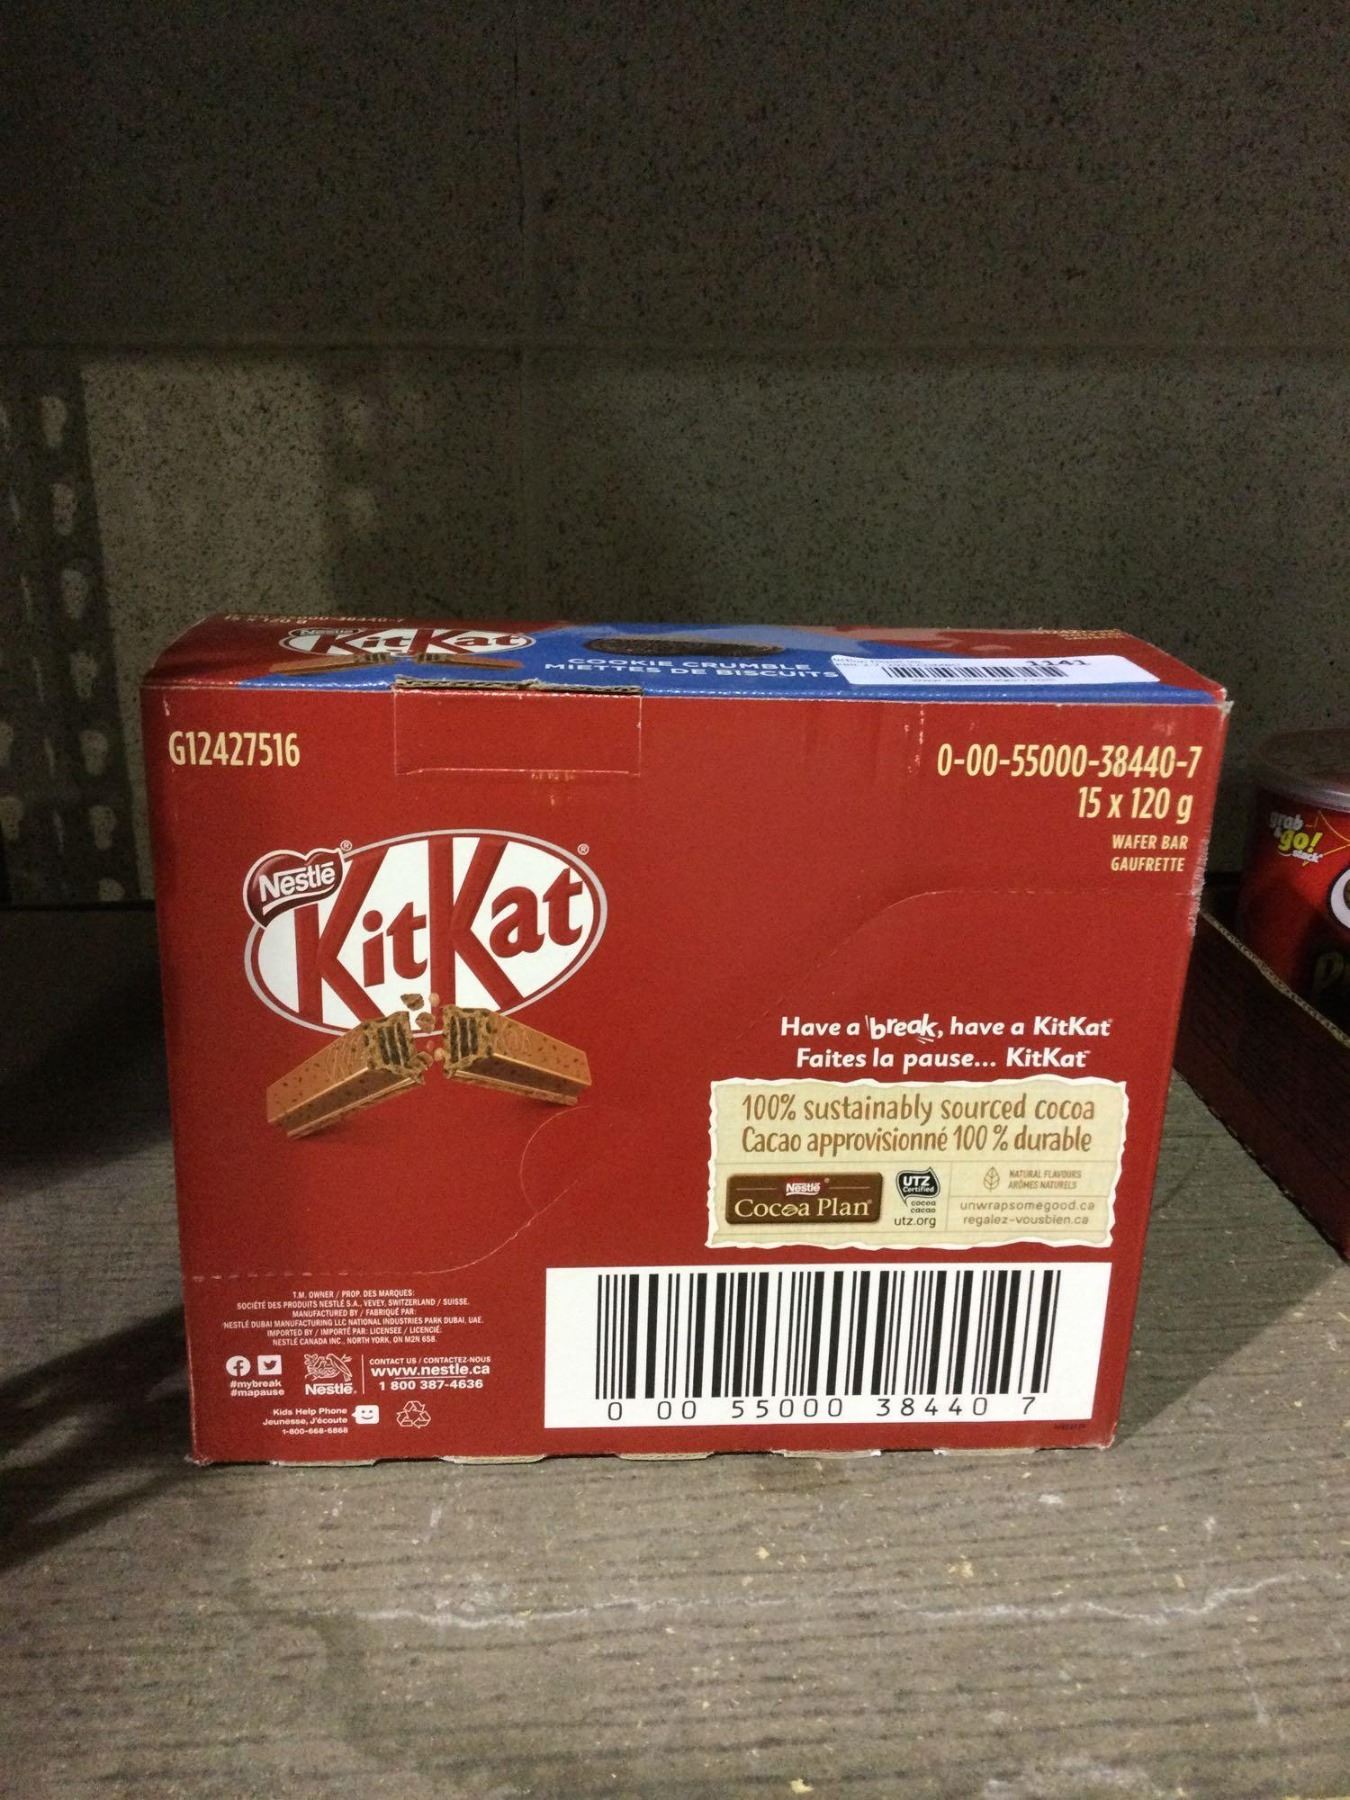 Nestlé
KitKat
COOKIE CRUMBLE
MIETTES DE BISCUITS
1141
G12427516
0-00-55000-38440-7
15 x 120 g
WAFER BAR
GAUFRETTE
Nestlé
KitKat
Have a break, have a KitKat
Faites la pause... KitKat
100% sustainably sourced cocoa
Cacao approvisionné 100 % durable
Nestlé
Cocoa Plan
UTZ
Certified
cocoa
cacao
utz.org
NATURAL FLAVOURS
ARÔMES NATURELS
unwrapsomegood.ca
regalez-vousbien.ca
T.M. OWNER / PROP. DES MARQUES:
SOCIÉTÉ DES PRODUITS NESTLÉ S.A., VEVEY, SWITZERLAND / SUISSE.
MANUFACTURED BY / FABRIQUÉ PAR:
NESTLÉ DUBAI MANUFACTURING LLC NATIONAL INDUSTRIES PARK DUBAI, UAE.
IMPORTED BY / IMPORTÉ PAR: LICENSEE / LICENCIÉ:
NESTLÉ CANADA INC., NORTH YORK, ON M2N 6S8.
#mybreak
#mapause
Nestlé
CONTACT US / CONTACTEZ-NOUS
www.nestle.ca
1 800 387-4636
Kids Help Phone
Jeunesse, J'écoute
1-800-668-6868
0 00 55000 38440 7
grab
&go!
stack